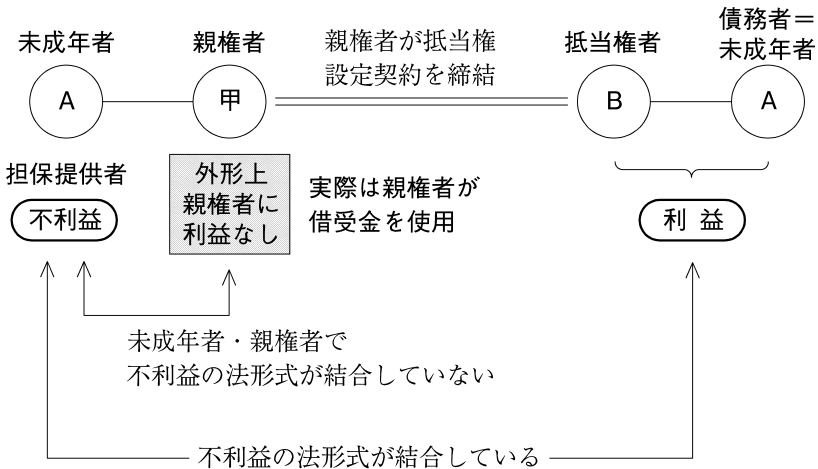 未成年者
A
担保提供者
不利益
親権者
甲
外形上
親権者に
利益なし
親権者が抵当権
設定契約を締結
実際は親権者が
借受金を使用
抵当権者
B
債務者＝
未成年者
A
利 益
未成年者・親権者で
不利益の法形式が結合していない
不利益の法形式が結合している